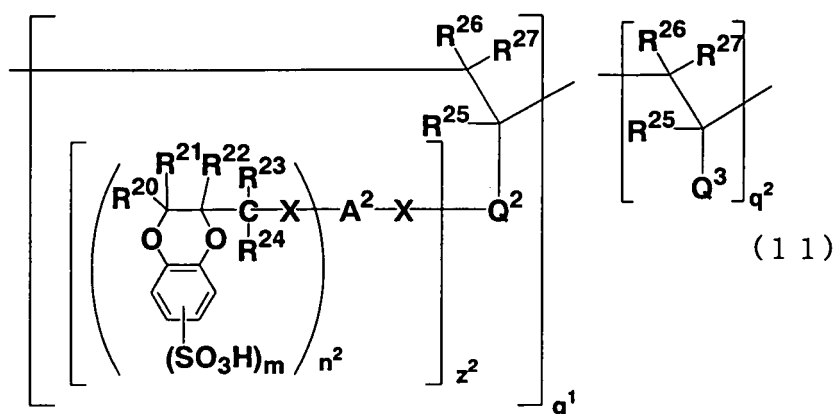 R²⁶
R²⁷
R²⁵
R²⁰ R²¹ R²² R²³
C X A² X Q²
R²⁴
O O
(SO₃H)m
n²
z²
q¹
R²⁶
R²⁷
R²⁵
Q³
q²
(11)